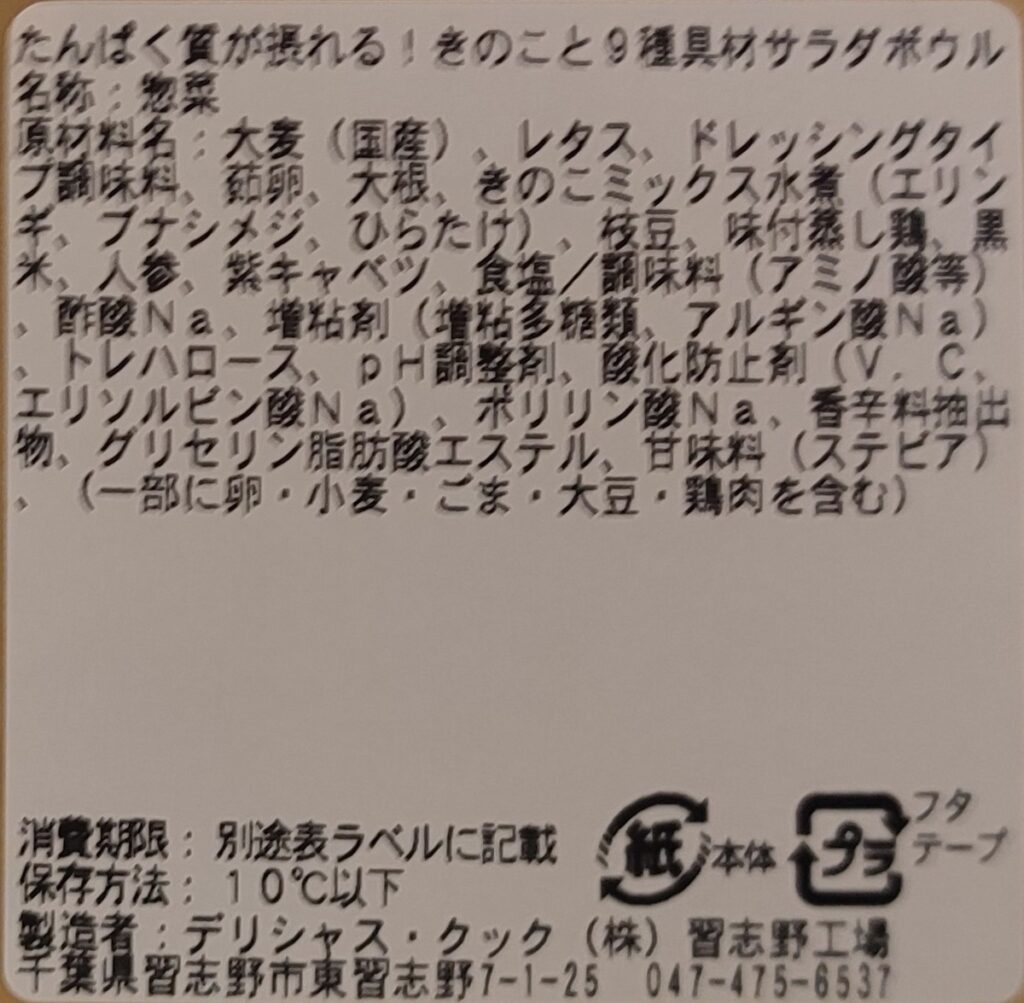 たんぱく質が摂れる！きのこと９種具材サラダボウル
名称：惣菜
原材料名：大麦（国産）、レタス、ドレッシングタイ
プ調味料、茹卵、大根、きのこミックス水煮（エリン
ギ、ブナシメジ、ひらたけ）、枝豆、味付蒸し鶏、黒
米、人参、紫キャベツ、食塩／調味料（アミノ酸等）
、酢酸Ｎａ、増粘剤（増粘多糖類、アルギン酸Ｎａ）
、トレハロース、ｐＨ調整剤、酸化防止剤（Ｖ．Ｃ、
エリソルビン酸Ｎａ）、ポリリン酸Ｎａ、香辛料抽出
物、グリセリン脂肪酸エステル、甘味料（ステビア）
、（一部に卵・小麦・ごま・大豆・鶏肉を含む）
消費期限：別途表ラベルに記載
保存方法：１０℃以下
紙 本体
プラ フタ
テープ
製造者：デリシャス・クック（株）習志野工場
千葉県習志野市東習志野7-1-25 047-475-6537